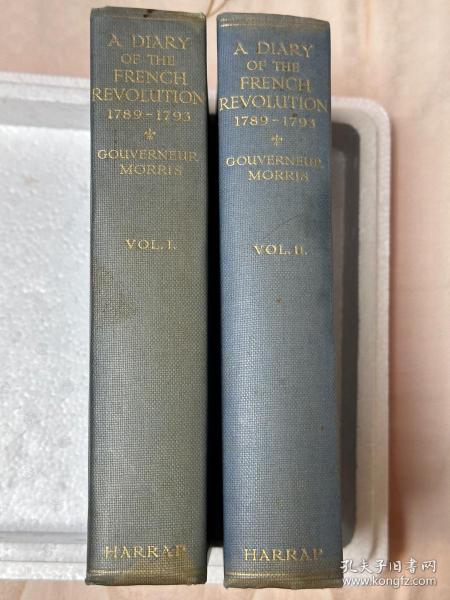 A DIARY
OF THE
FRENCH
REVOLUTION
1789-1793
GOUVERNEUR
MORRIS
VOL. I.
HARRAP
A DIARY
OF THE
FRENCH
REVOLUTION
1789-1793
GOUVERNEUR
MORRIS
VOL. II.
HARRAP
孔夫子旧书网
www.kongfz.com